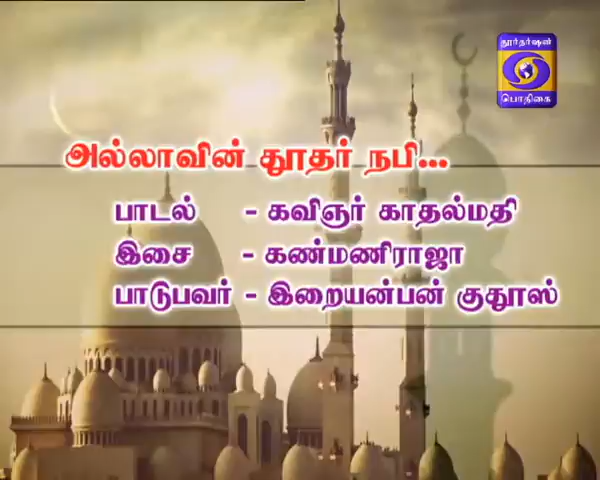 தூர்தர்ஷன்
பொதிகை
அல்லாவின் தூதர் நபி...
பாடல் - கவிஞர் காதல்மதி
இசை - கண்மணிராஜா
பாடுபவர் - இறையன்பன் குதூஸ்